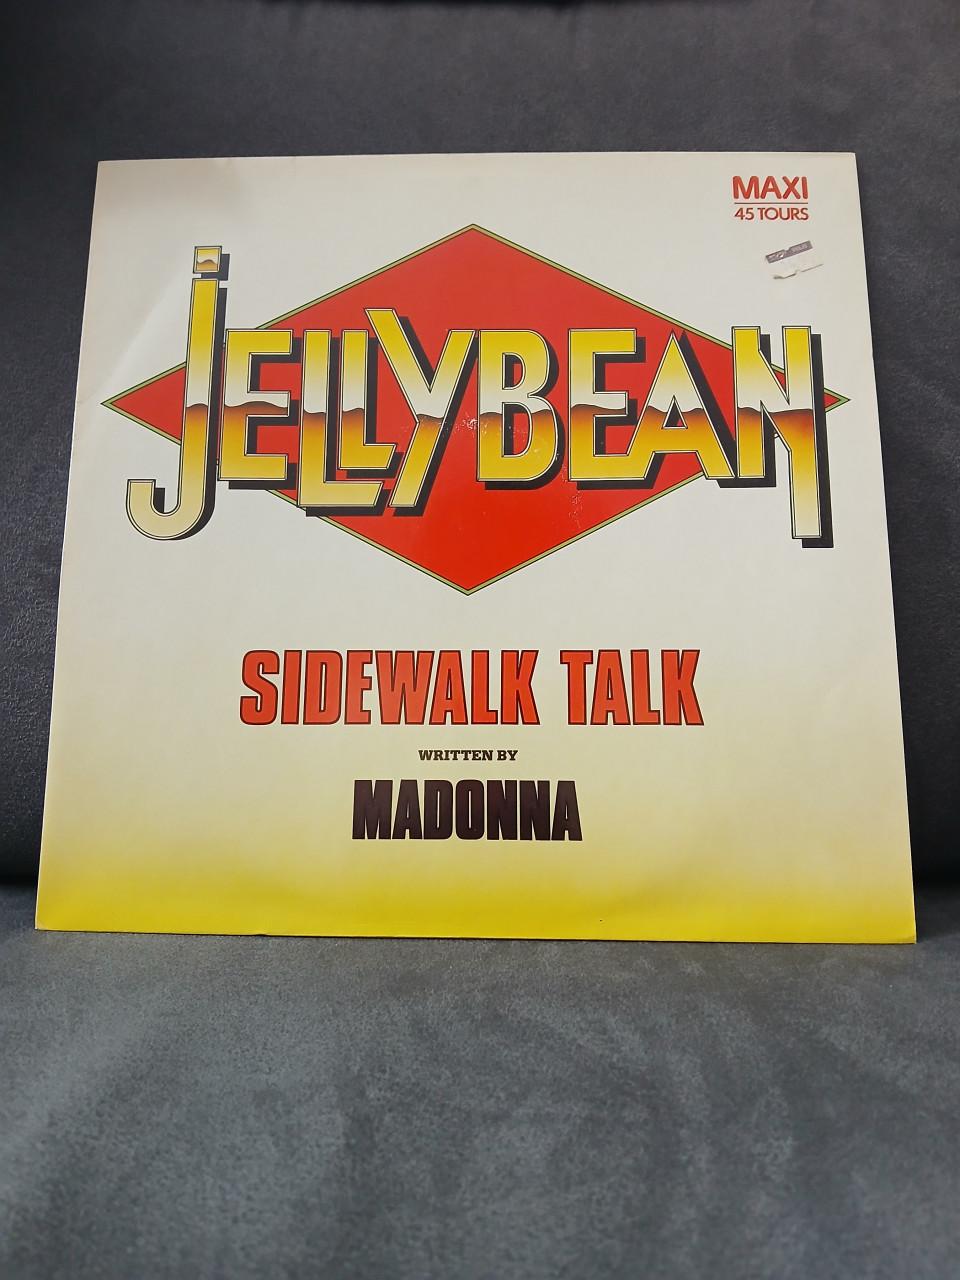 MAXI
45 TOURS
JELLYBEAN
SIDEWALK TALK
WRITTEN BY
MADONNA